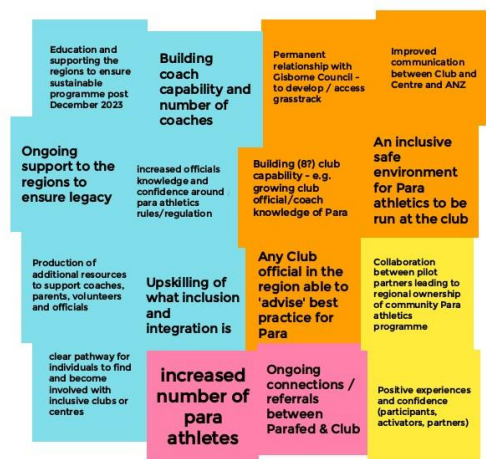 Education and
supporting the
regions to ensure
sustainable
programme post
December 2023
Building
coach
capability and
number of
coaches
Permanent
relationship with
Gisborne Council -
to develop / access
grasstrack
Improved
communication
between Club and
Centre and ANZ
Ongoing
support to the
regions to
ensure legacy
increased officials
knowledge and
confidence around
para athletics
rules/regulation
Building (8?) club
capability - e.g.
growing club
official/coach
knowledge of Para
An inclusive
safe
environment
for Para
athletics to be
run at the club
Production of
additional resources
to support coaches,
parents, volunteers
and officials
Upskilling of
what inclusion
and
integration is
Any Club
official in the
region able to
'advise' best
practice for
Para
Collaboration
between pilot
partners leading to
regional ownership
of community Para
athletics
programme
clear pathway for
individuals to find
and become
involved with
inclusive clubs or
centres
increased
number of
para
athletes
Ongoing
connections /
referrals
between
Parafed & Club
Positive experiences
and confidence
(participants,
activators, partners)